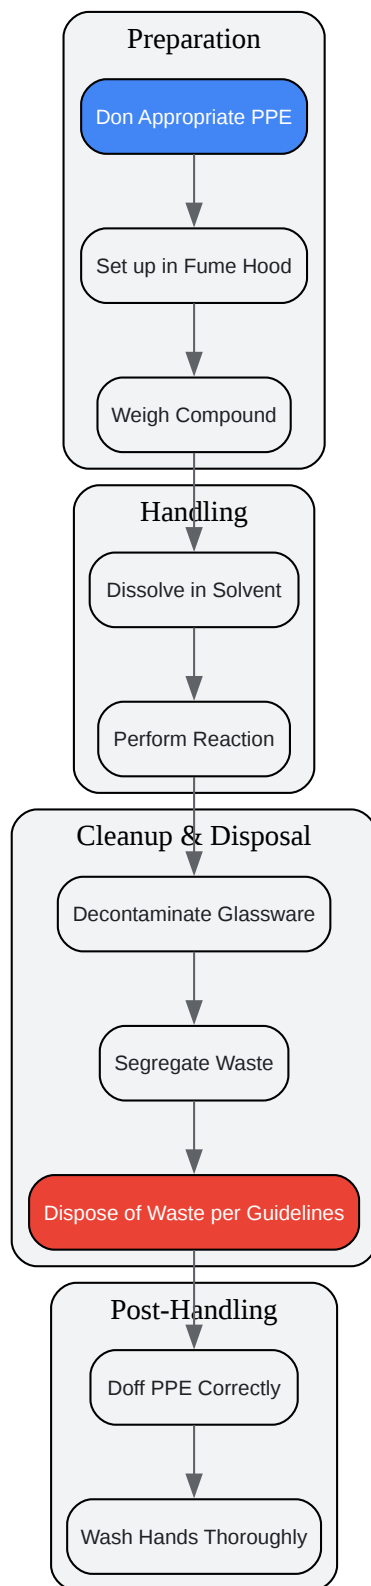 Preparation
Don Appropriate PPE
Set up in Fume Hood
Weigh Compound
Handling
Dissolve in Solvent
Perform Reaction
Cleanup & Disposal
Decontaminate Glassware
Segregate Waste
Dispose of Waste per Guidelines
Post-Handling
Doff PPE Correctly
Wash Hands Thoroughly